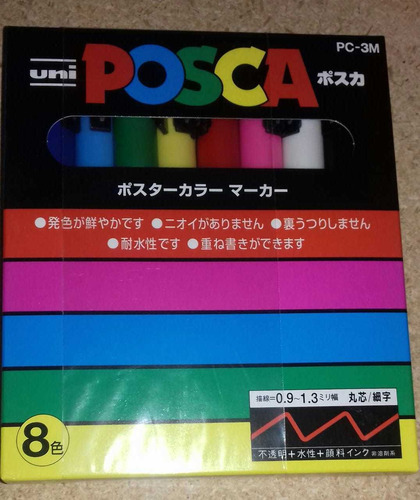 PC-3M
uni POSCA ポスカ
ポスターカラー マーカー
●発色が鮮やかです ●ニオイがありません ●裏うつりしません
●耐水性です ●重ね書きができます
描線=0.9~1.3ミリ幅 丸芯/細字
不透明+水性+顔料インク 非溶剤系
8色